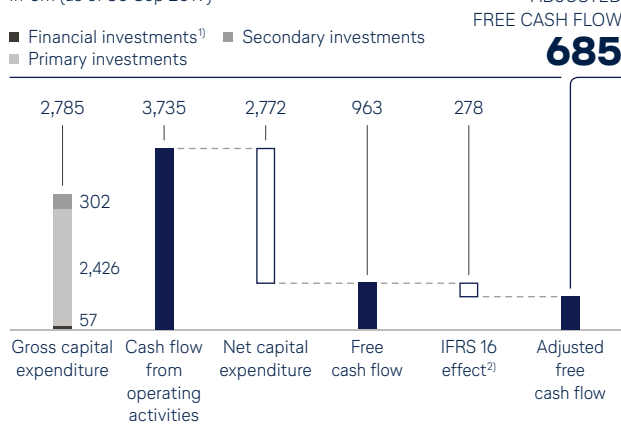 FREE CASH FLOW
685
Financial investments1) Secondary investments
Primary investments
2,785 3,735 2,772 963 278
302
2,426
57
Gross capital expenditure
Cash flow from operating activities
Net capital expenditure
Free cash flow
IFRS 16 effect2)
Adjusted free cash flow